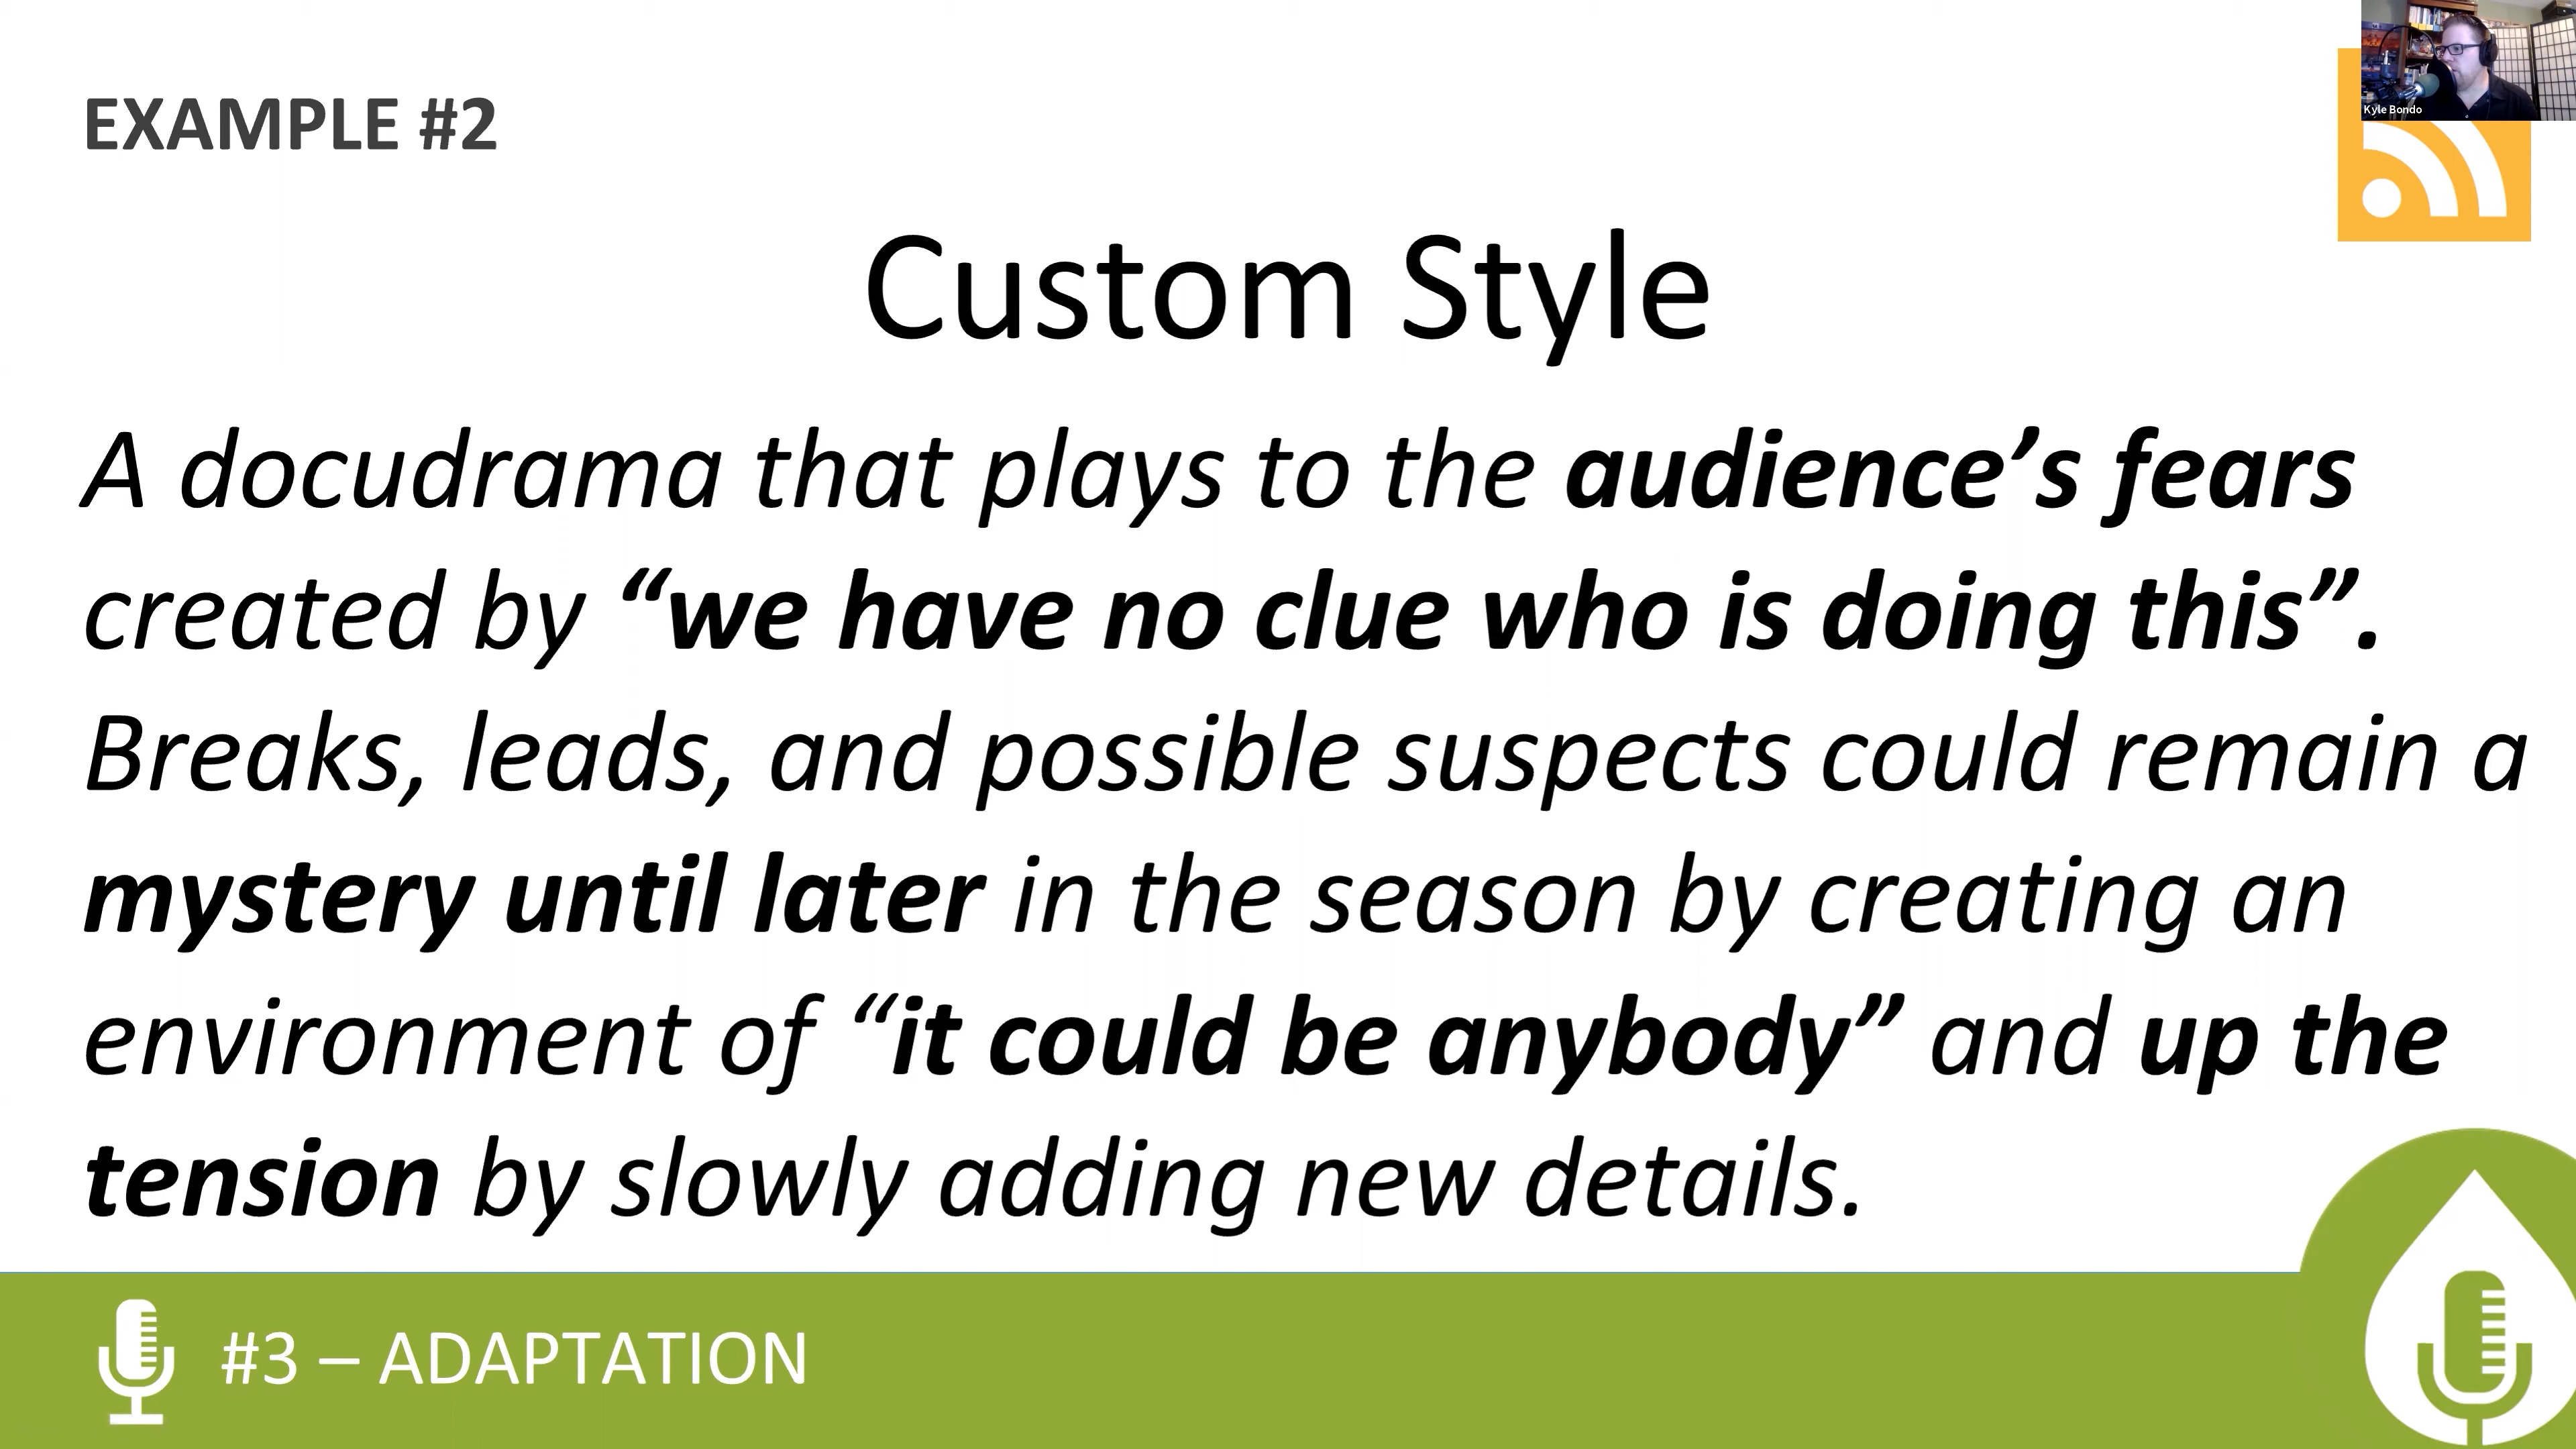 Kyle Bondo
EXAMPLE #2
Custom Style
A docudrama that plays to the audience’s fears
created by “we have no clue who is doing this”.
Breaks, leads, and possible suspects could remain a
mystery until later in the season by creating an
environment of “it could be anybody” and up the
tension by slowly adding new details.
#3 – ADAPTATION